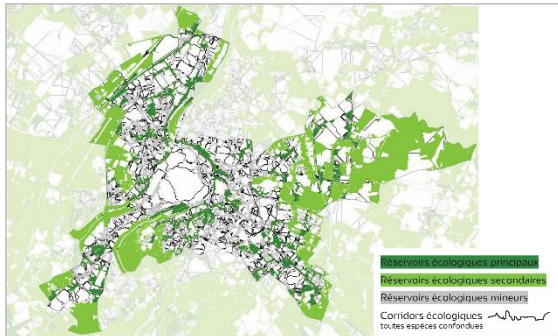 Réservoirs écologiques principaux
Réservoirs écologiques secondaires
Réservoirs écologiques mineurs
Corridors écologiques
toutes espèces confondues